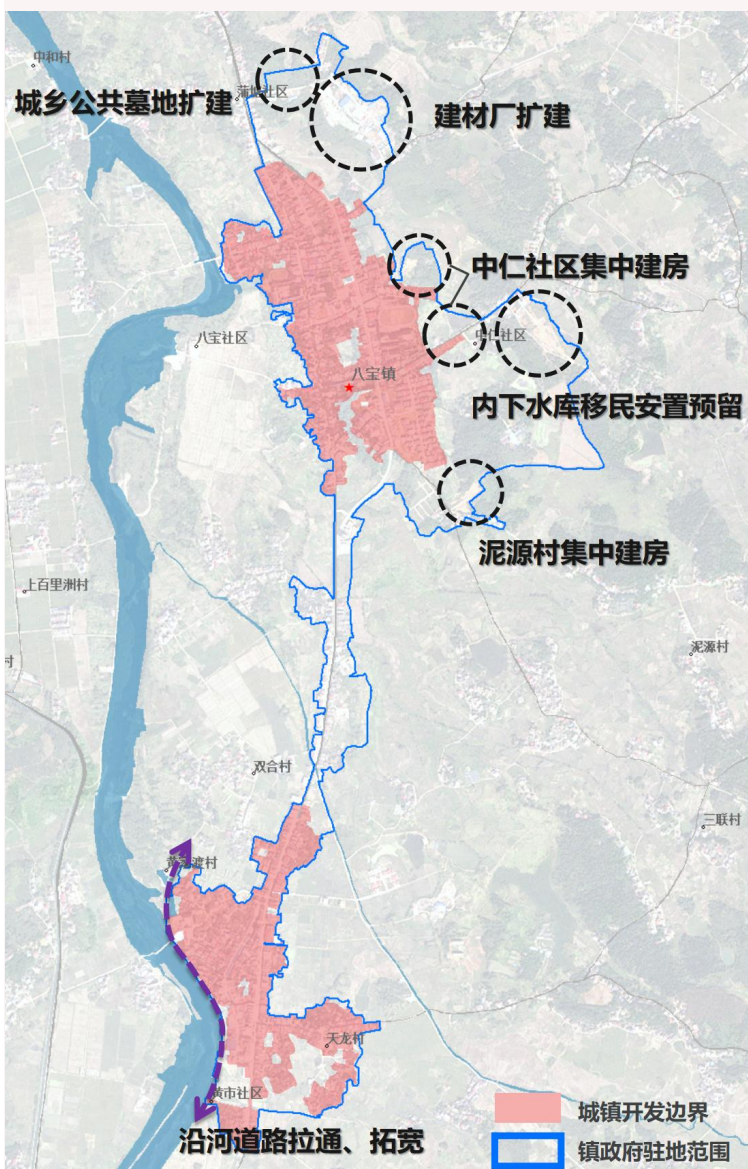 中和村
蒲圻社区
城乡公共墓地扩建
建材厂扩建
中仁社区集中建房
八宝社区
中仁社区
八宝镇
内下水库移民安置预留
泥源村集中建房
上百里洲村
泥源村
村
双合村
三联村
渡村
天龙村
黄市社区
沿河道路拉通、拓宽
城镇开发边界
镇政府驻地范围